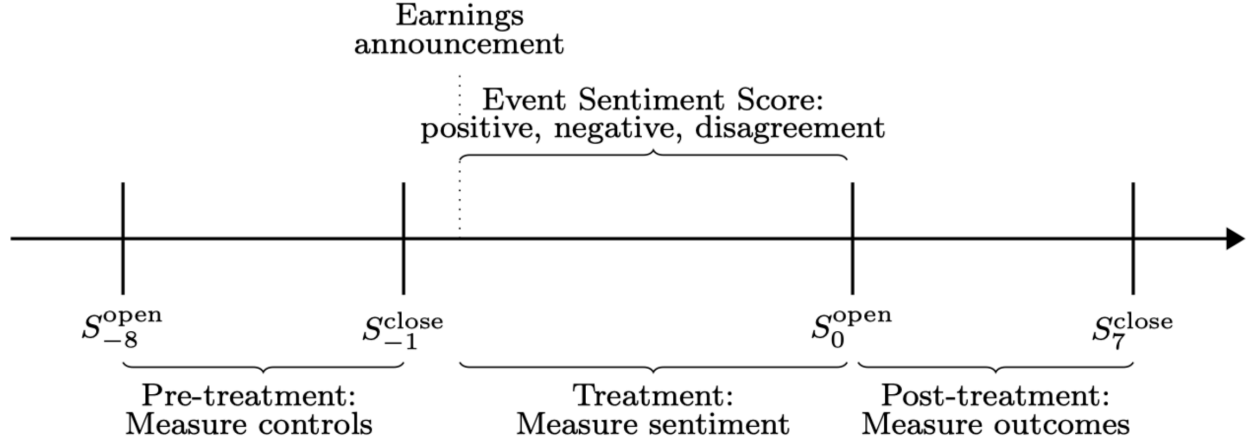 Earnings
announcement
Event Sentiment Score:
positive, negative, disagreement
S_{-8}^{open} S_{-1}^{close} S_{0}^{open} S_{7}^{close}
Pre-treatment: Treatment: Post-treatment:
Measure controls Measure sentiment Measure outcomes